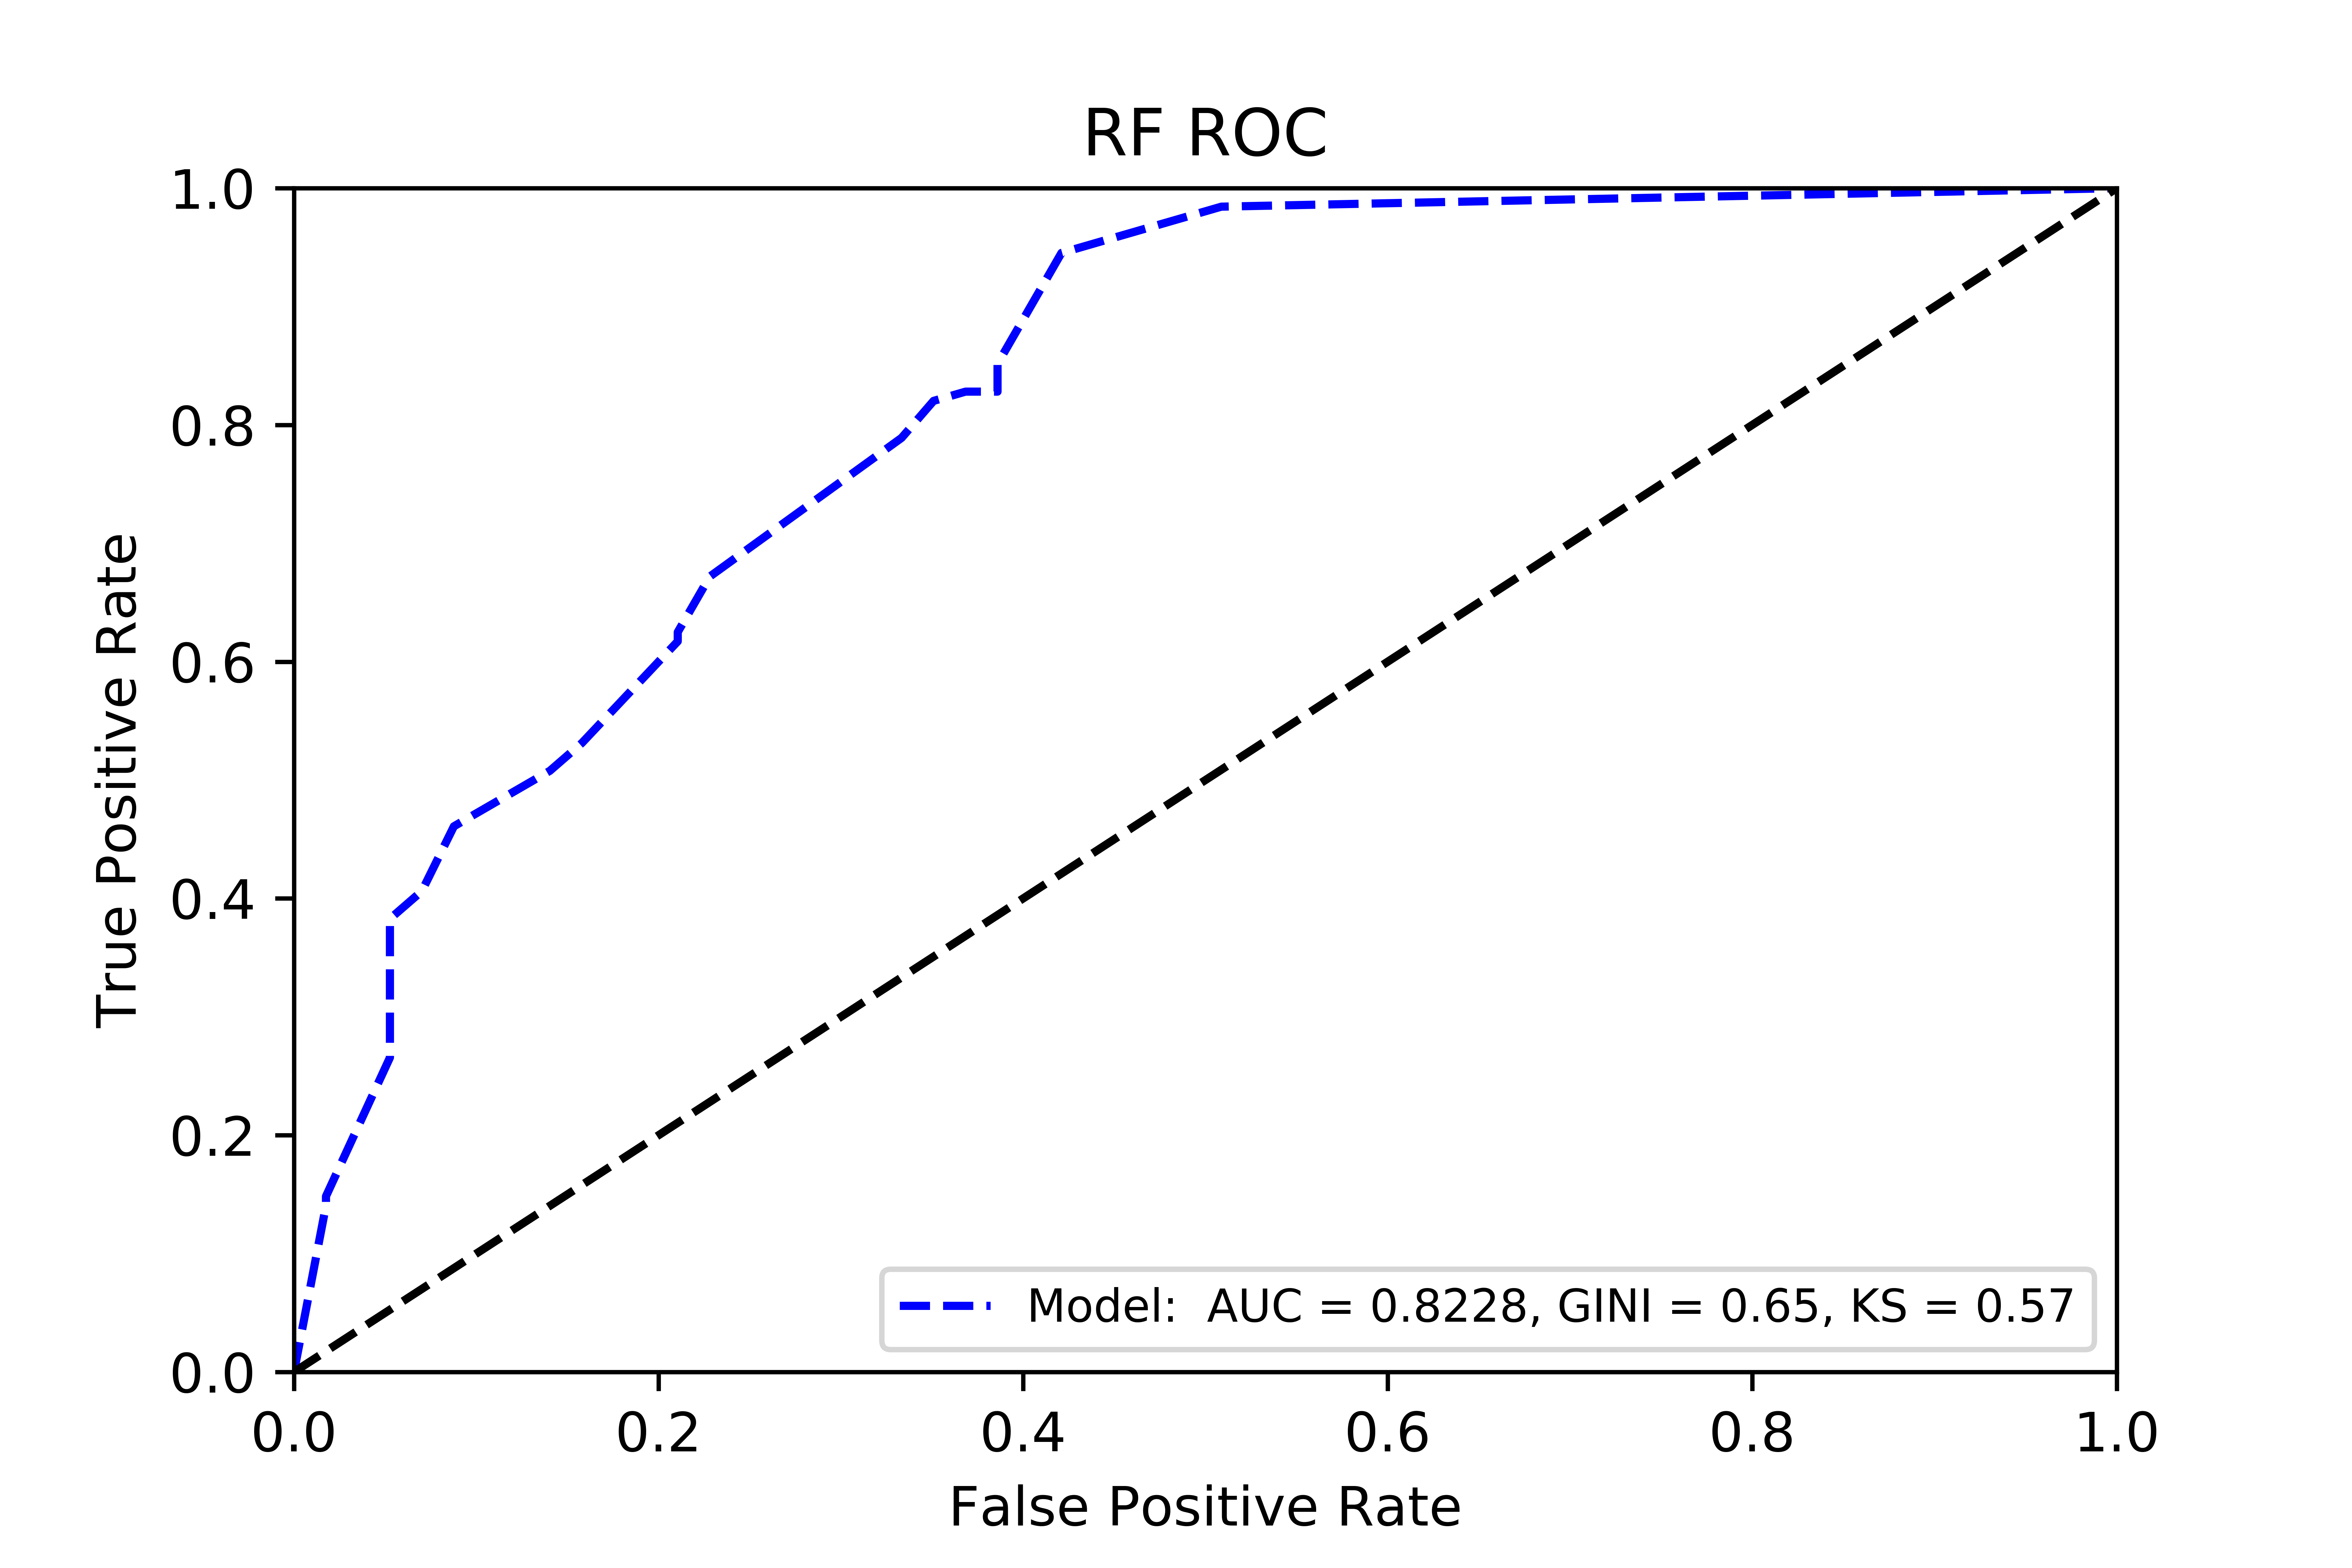 RF ROC
True Positive Rate
1.0
0.8
0.6
0.4
0.2
0.0
Model:  AUC = 0.8228, GINI = 0.65, KS = 0.57
0.0 0.2 0.4 0.6 0.8 1.0
False Positive Rate